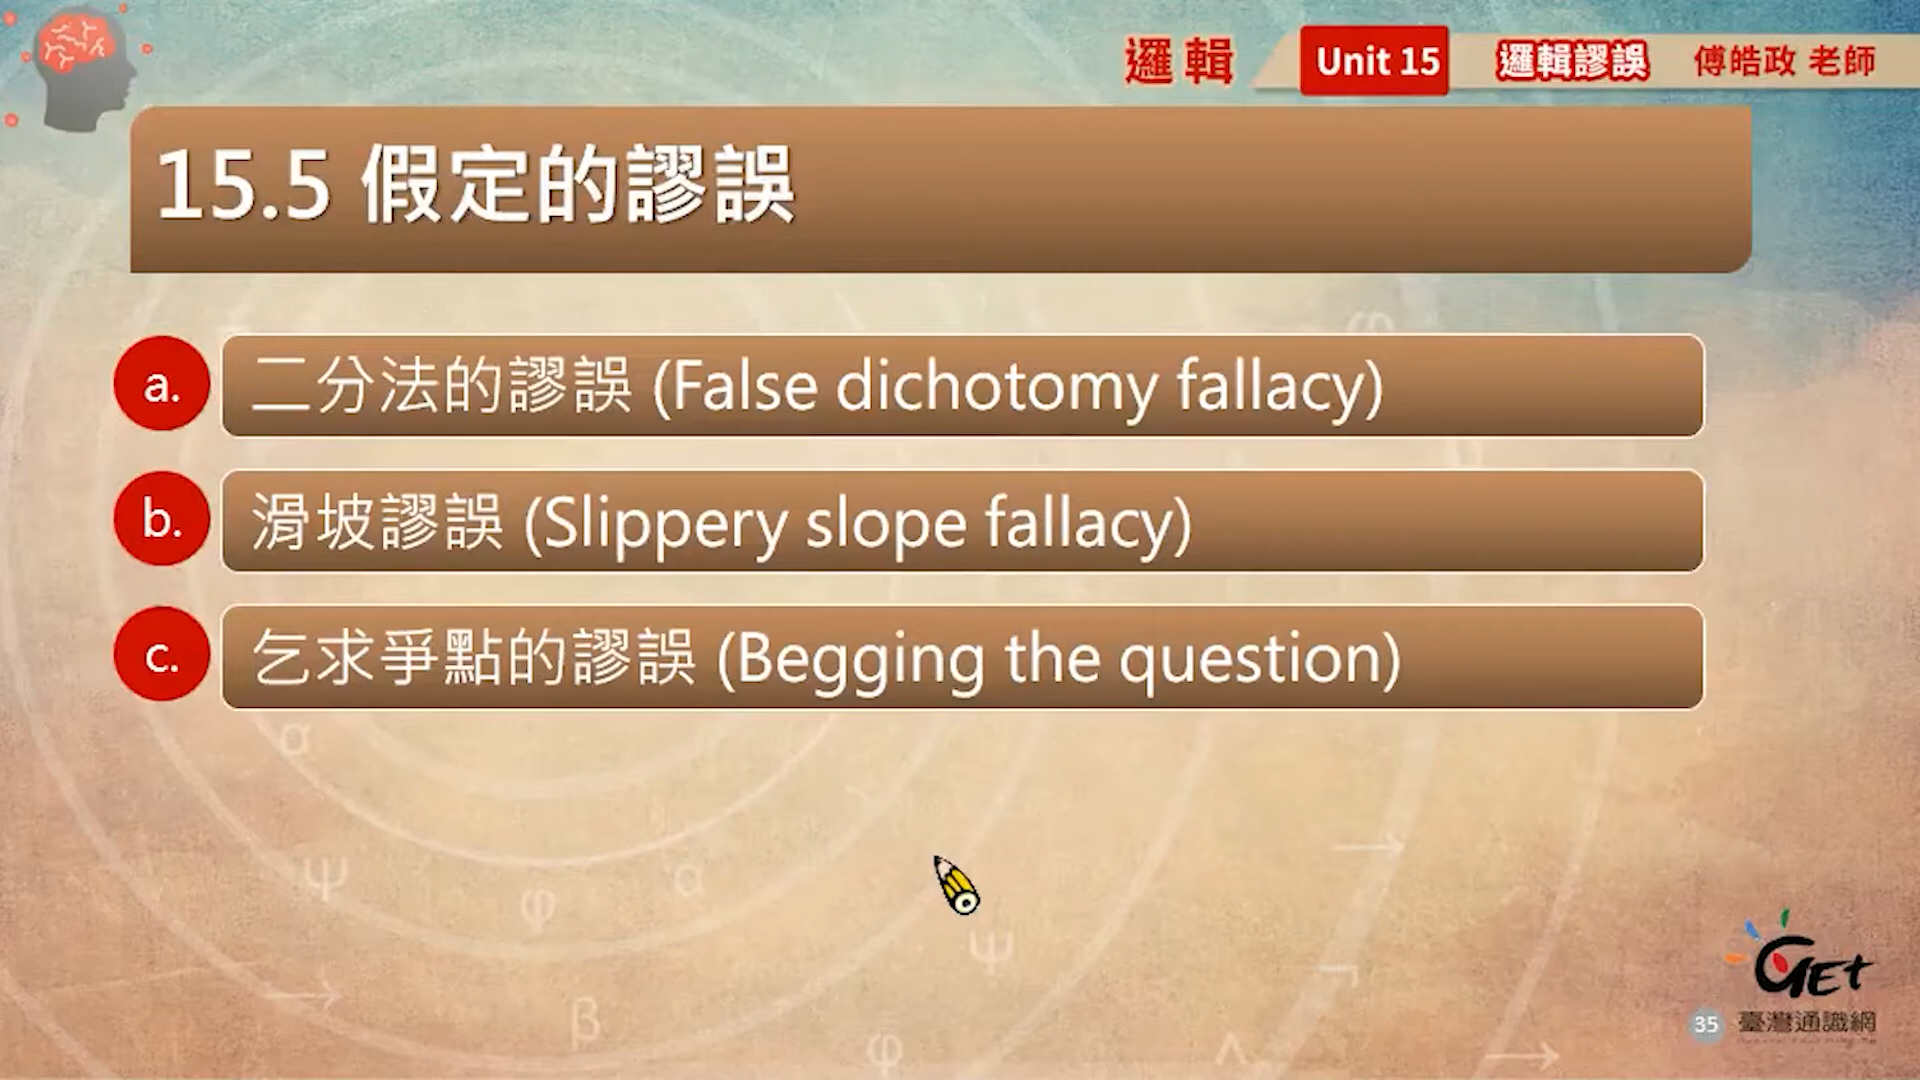 邏輯 Unit 15 邏輯謬誤 傅皓政 老師
15.5 假定的謬誤
a. 二分法的謬誤 (False dichotomy fallacy)
b. 滑坡謬誤 (Slippery slope fallacy)
c. 乞求爭點的謬誤 (Begging the question)
φ
α
ψ φ α
ψ
β
φ
GET
35 臺灣通識網